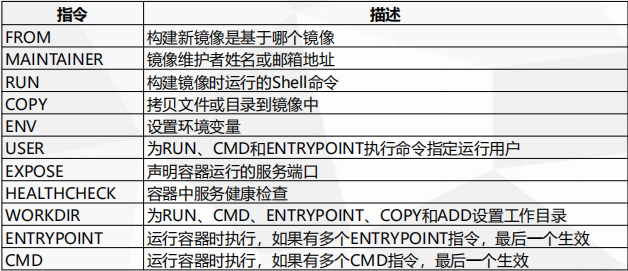 指令 描述
FROM 构建新镜像是基于哪个镜像
MAINTAINER 镜像维护者姓名或邮箱地址
RUN 构建镜像时运行的Shell命令
COPY 拷贝文件或目录到镜像中
ENV 设置环境变量
USER 为RUN、CMD和ENTRYPOINT执行命令指定运行用户
EXPOSE 声明容器运行的服务端口
HEALTHCHECK 容器中服务健康检查
WORKDIR 为RUN、CMD、ENTRYPOINT、COPY和ADD设置工作目录
ENTRYPOINT 运行容器时执行，如果有多个ENTRYPOINT指令，最后一个生效
CMD 运行容器时执行，如果有多个CMD指令，最后一个生效